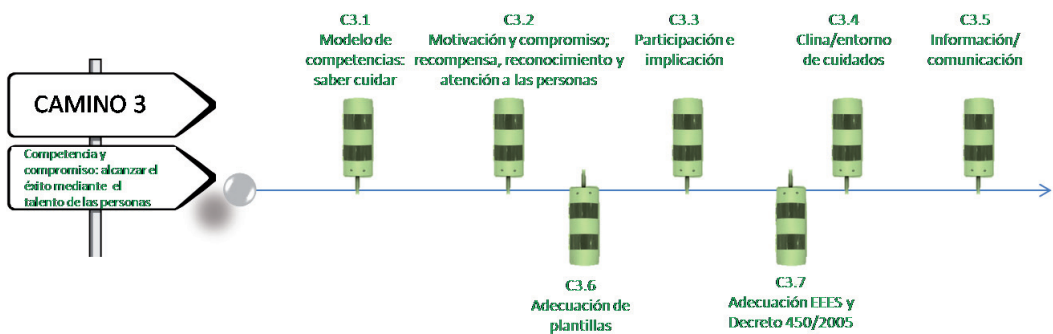 CAMINO 3
Competencia y
compromiso: alcanzar el
éxito mediante el
talento de las personas
C3.1
Modelo de
competencias:
saber cuidar
C3.2
Motivación y compromiso;
recompensa, reconocimiento y
atención a las personas
C3.3
Participación e
implicación
C3.4
Clina/entorno
de cuidados
C3.5
Información/
comunicación
C3.6
Adecuación de
plantillas
C3.7
Adecuación EEES y
Decreto 450/2005